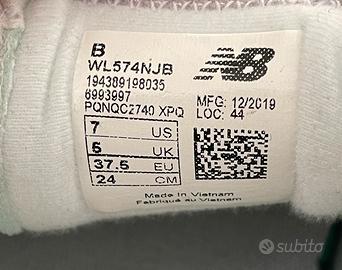 B
WL574NJB
194389198035
6993997
PQNQC2740 XPQ
MFG: 12/2019
LOC: 44
7 US
5 UK
37.5 EU
24 CM
Made in Vietnam
Fabriqué au Vietnam
subito